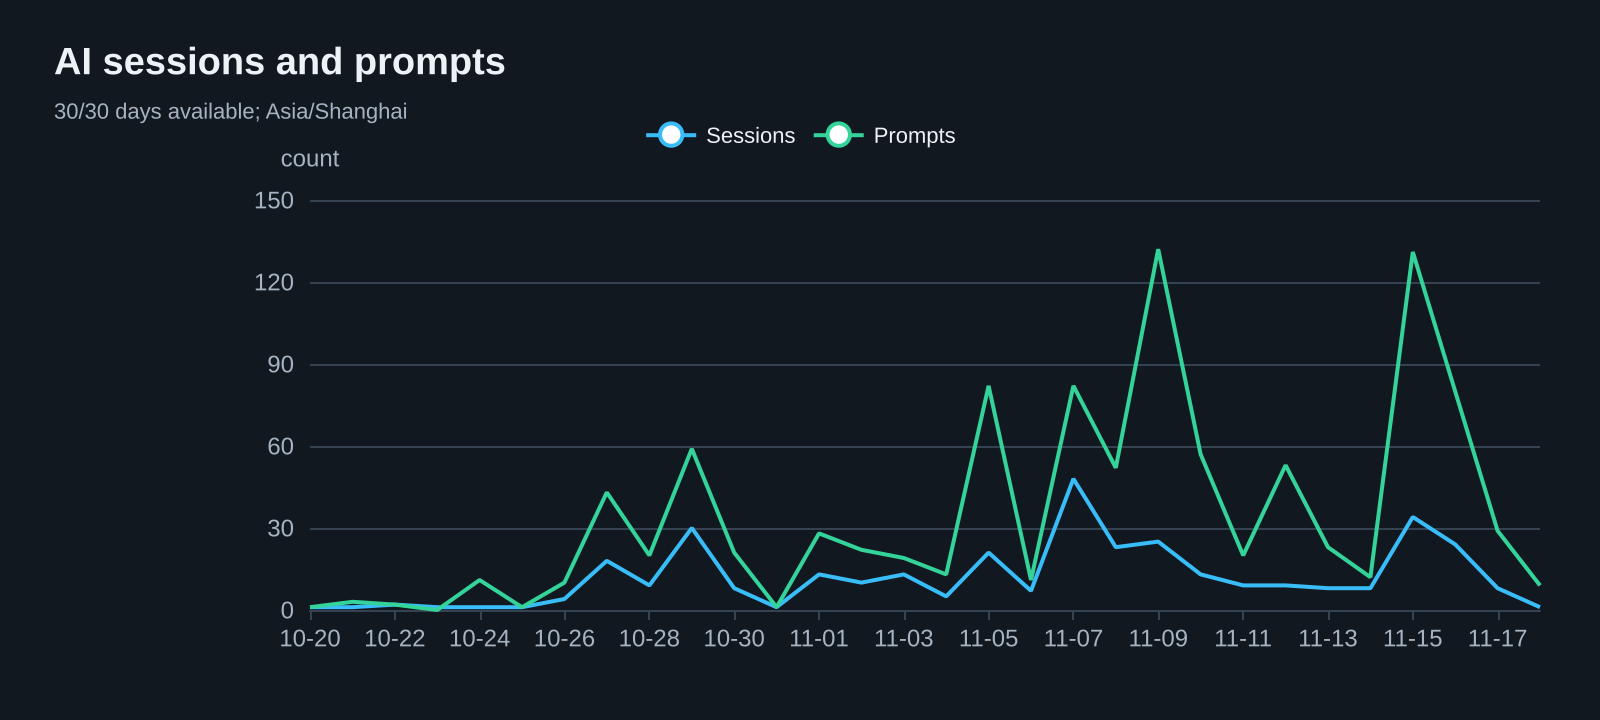 AI sessions and prompts
30/30 days available; Asia/Shanghai
Sessions Prompts
count
150
120
90
60
30
0
10-20 10-22 10-24 10-26 10-28 10-30 11-01 11-03 11-05 11-07 11-09 11-11 11-13 11-15 11-17